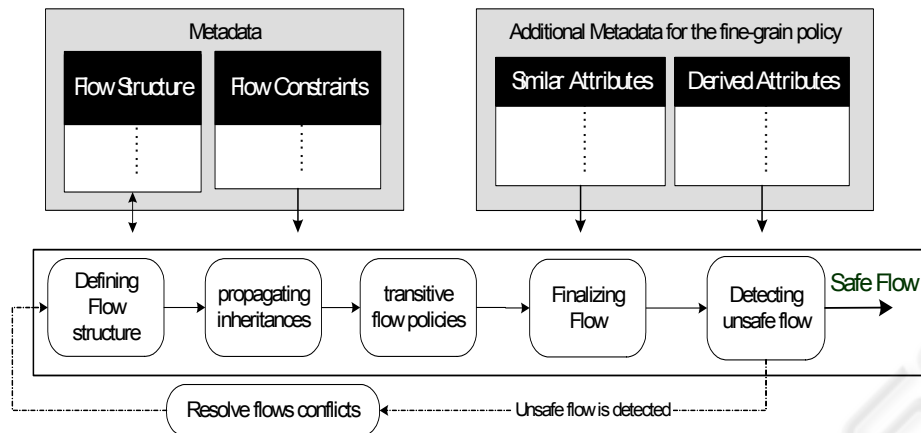 Metadata
Flow Structure
Flow Constraints
Additional Metadata for the fine-grain policy
Similar Attributes
Derived Attributes
Defining
Flow
structure
propagating
inheritances
transitive
flow policies
Finalizing
Flow
Detecting
unsafe flow
Safe Flow
Resolve flows conflicts
Unsafe flow is detected